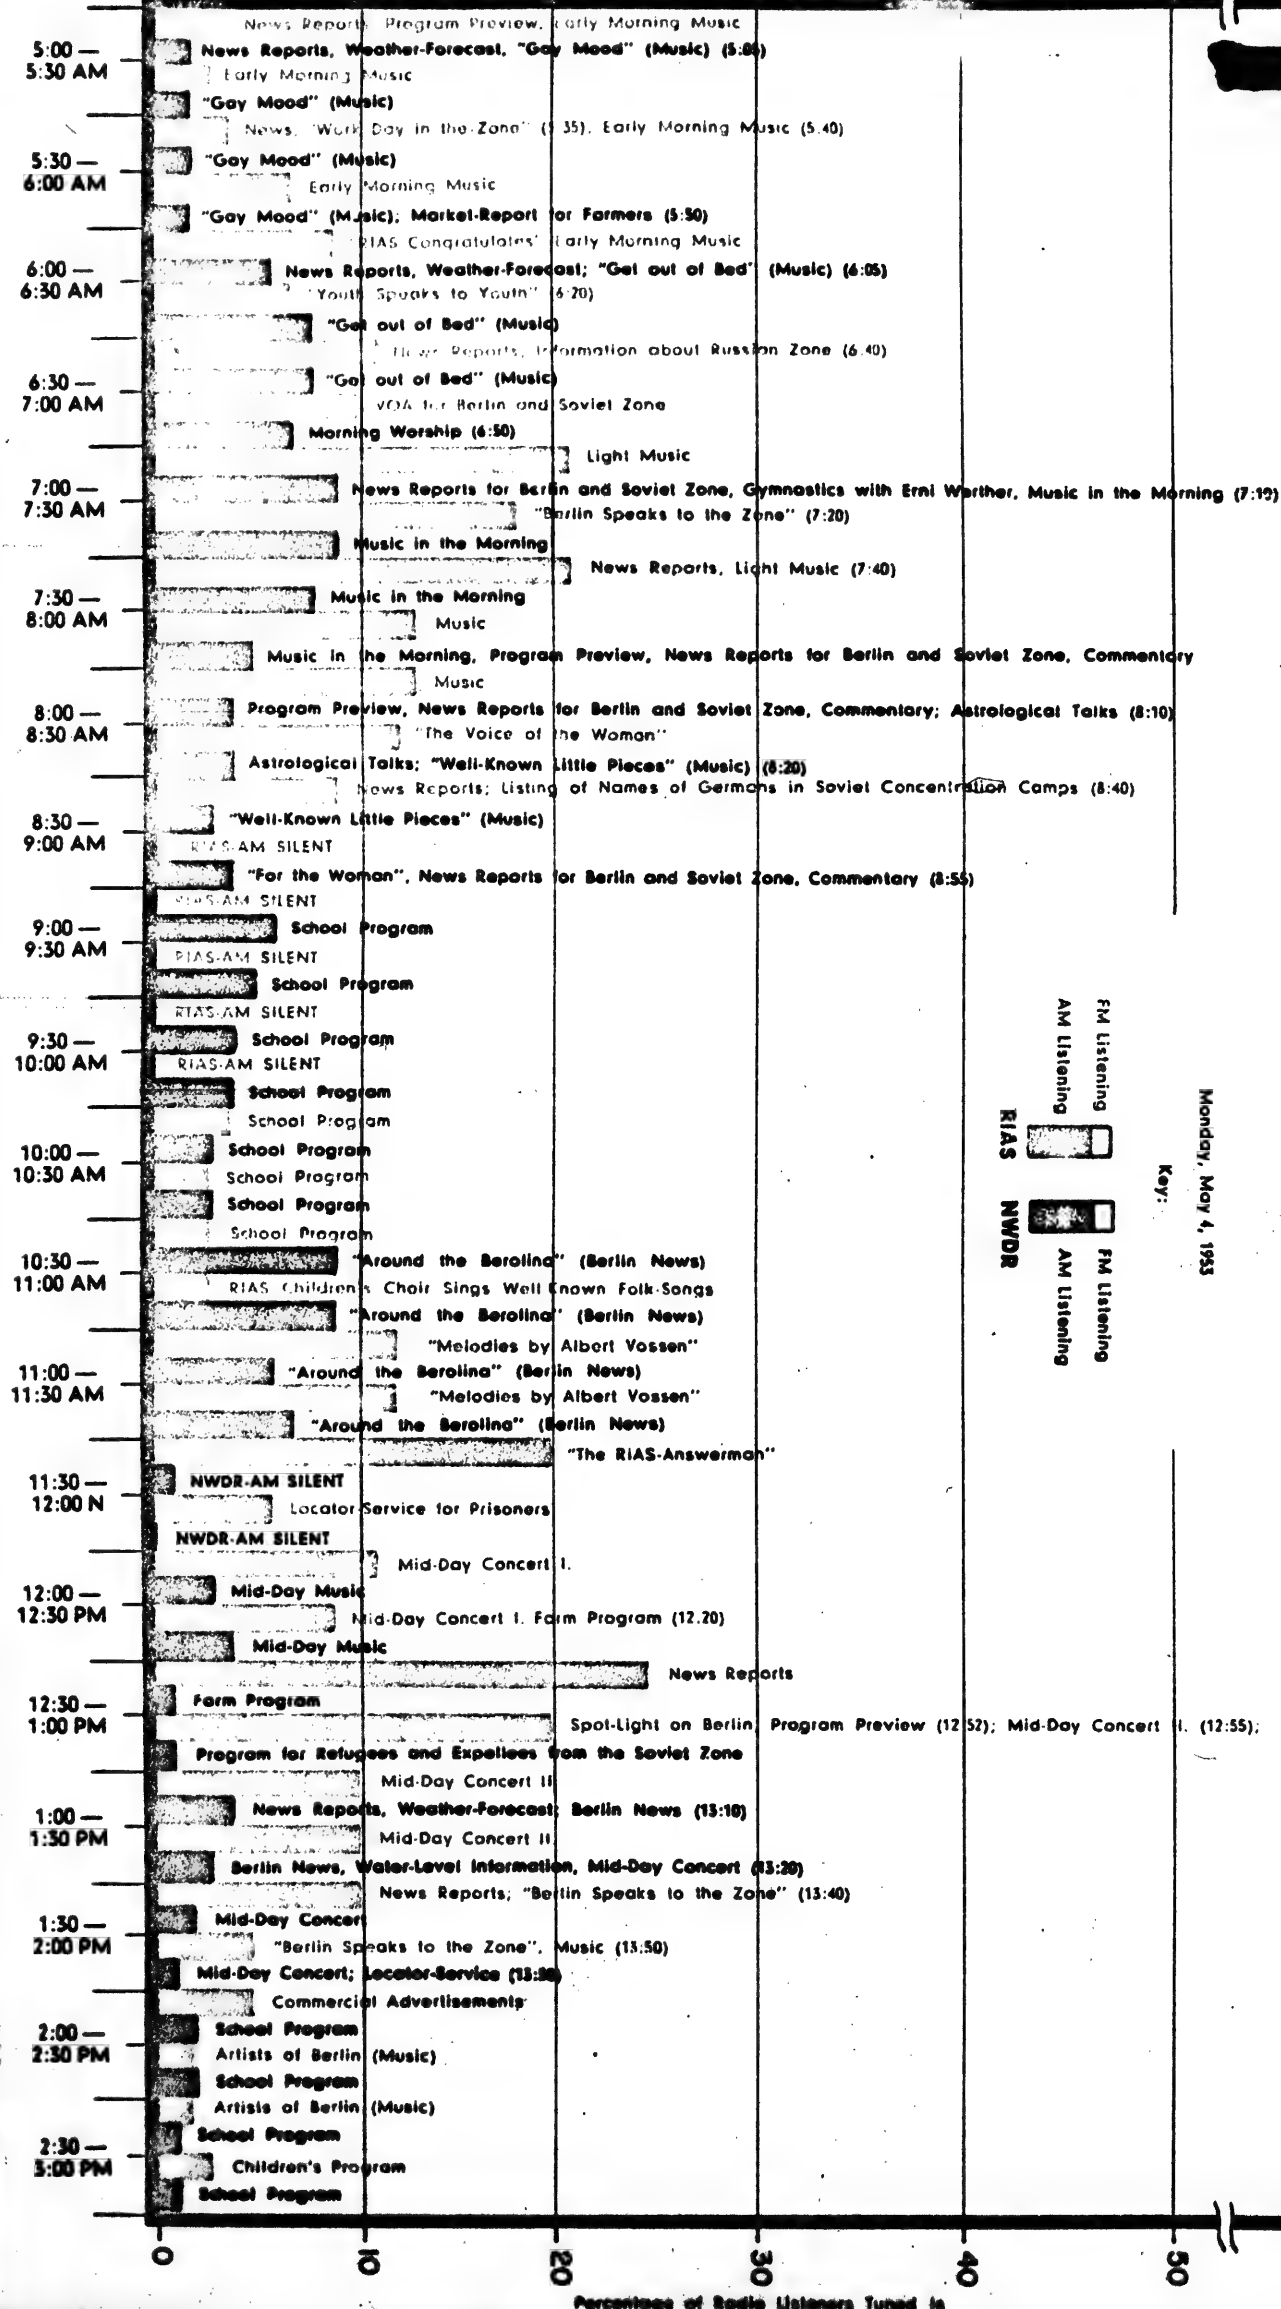 News Reports, Program Preview, Early Morning Music
5:00 —
5:30 AM
News Reports, Weather-Forecast, "Gay Mood" (Music) (5:05)
Early Morning Music
"Gay Mood" (Music)
News, "Work Day in the Zone" (5:35), Early Morning Music (5.40)
5:30 —
6:00 AM
"Gay Mood" (Music)
Early Morning Music
"Gay Mood" (Music); Market-Report for Farmers (5:50)
"RIAS Congratulates" Early Morning Music
6:00 —
6:30 AM
News Reports, Weather-Forecast; "Get out of Bed" (Music) (6:05)
"Youth Speaks to Youth" (6:20)
"Get out of Bed" (Music)
News Reports, Information about Russian Zone (6.40)
6:30 —
7:00 AM
"Get out of Bed" (Music)
VOA for Berlin and Soviet Zone
Morning Worship (6:50)
Light Music
7:00 —
7:30 AM
News Reports for Berlin and Soviet Zone, Gymnastics with Erni Warther, Music in the Morning (7:10)
"Berlin Speaks to the Zone" (7:20)
Music in the Morning
News Reports, Light Music (7:40)
7:30 —
8:00 AM
Music in the Morning
Music
Music in the Morning, Program Preview, News Reports for Berlin and Soviet Zone, Commentary
Music
8:00 —
8:30 AM
Program Preview, News Reports for Berlin and Soviet Zone, Commentary; Astrological Talks (8:10)
"The Voice of the Woman"
Astrological Talks; "Well-Known Little Pieces" (Music) (8:20)
News Reports; Listing of Names of Germans in Soviet Concentration Camps (8:40)
8:30 —
9:00 AM
"Well-Known Little Pieces" (Music)
RIAS-AM SILENT
"For the Woman", News Reports for Berlin and Soviet Zone, Commentary (8:55)
RIAS-AM SILENT
9:00 —
9:30 AM
School Program
RIAS-AM SILENT
School Program
RIAS-AM SILENT
9:30 —
10:00 AM
School Program
RIAS-AM SILENT
School Program
School Program
10:00 —
10:30 AM
School Program
School Program
School Program
School Program
10:30 —
11:00 AM
"Around the Berolina" (Berlin News)
RIAS Children's Choir Sings Well Known Folk-Songs
"Around the Berolina" (Berlin News)
"Melodies by Albert Vossen"
11:00 —
11:30 AM
"Around the Berolina" (Berlin News)
"Melodies by Albert Vossen"
"Around the Berolina" (Berlin News)
"The RIAS-Answerman"
11:30 —
12:00 N
NWDR-AM SILENT
Locator-Service for Prisoners
NWDR-AM SILENT
Mid-Day Concert I.
12:00 —
12:30 PM
Mid-Day Music
Mid-Day Concert I. Farm Program (12.20)
Mid-Day Music
News Reports
12:30 —
1:00 PM
Farm Program
Spot-Light on Berlin, Program Preview (12:52); Mid-Day Concert II. (12:55);
Program for Refugees and Expellees from the Soviet Zone
Mid-Day Concert II
1:00 —
1:30 PM
News Reports, Weather-Forecast; Berlin News (13:10)
Mid-Day Concert II.
Berlin News, Water-Level Information, Mid-Day Concert (13:20)
News Reports; "Berlin Speaks to the Zone" (13:40)
1:30 —
2:00 PM
Mid-Day Concert
"Berlin Speaks to the Zone", Music (13:50)
Mid-Day Concert; Locator-Service
Commercial Advertisements
2:00 —
2:30 PM
School Program
Artists of Berlin (Music)
School Program
Artists of Berlin (Music)
2:30 —
3:00 PM
School Program
Children's Program
School Program
0 10 20 30 40 50
Percentage of Radio Listeners Tuned In
Monday, May 4, 1953
Key:
FM Listening
AM Listening
RIAS
NWDR
FM Listening
AM Listening